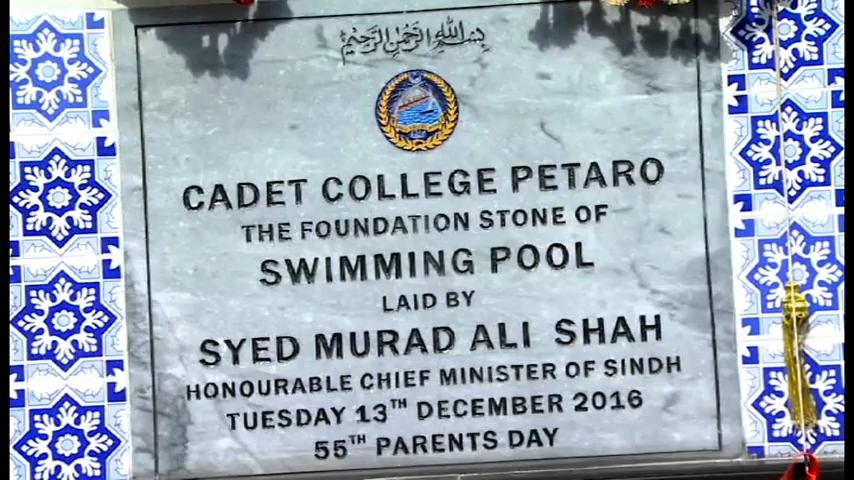 بسم الله الرحمن الرحيم
CADET COLLEGE PETARO
THE FOUNDATION STONE OF
SWIMMING POOL
LAID BY
SYED MURAD ALI SHAH
HONOURABLE CHIEF MINISTER OF SINDH
TUESDAY 13TH DECEMBER 2016
55TH PARENTS DAY